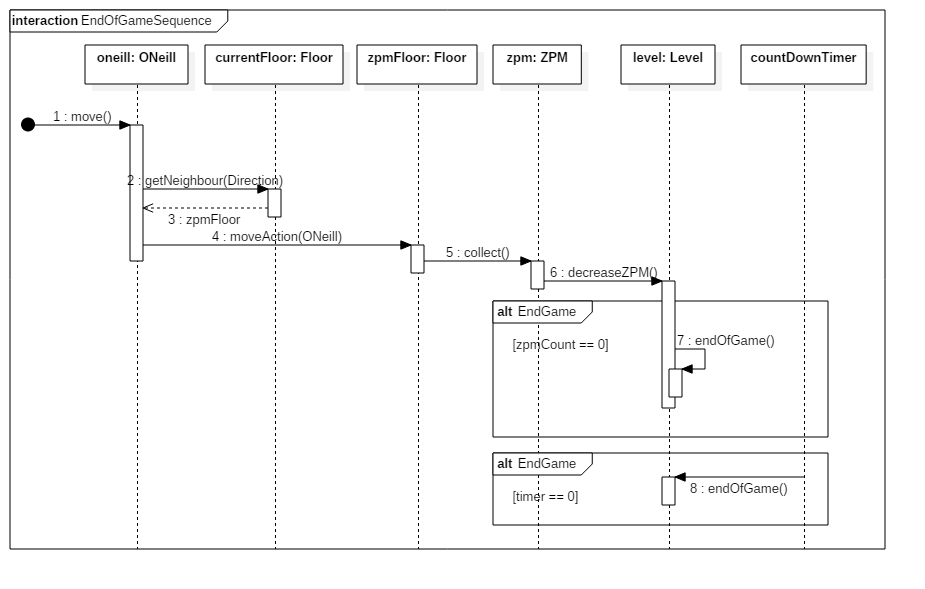 interaction EndOfGameSequence
oneill: ONeill
currentFloor: Floor
zpmFloor: Floor
zpm: ZPM
level: Level
countDownTimer
1 : move()
2 : getNeighbour(Direction)
3 : zpmFloor
4 : moveAction(ONeill)
5 : collect()
6 : decreaseZPM()
alt EndGame
[zpmCount == 0]
7 : endOfGame()
alt EndGame
[timer == 0]
8 : endOfGame()